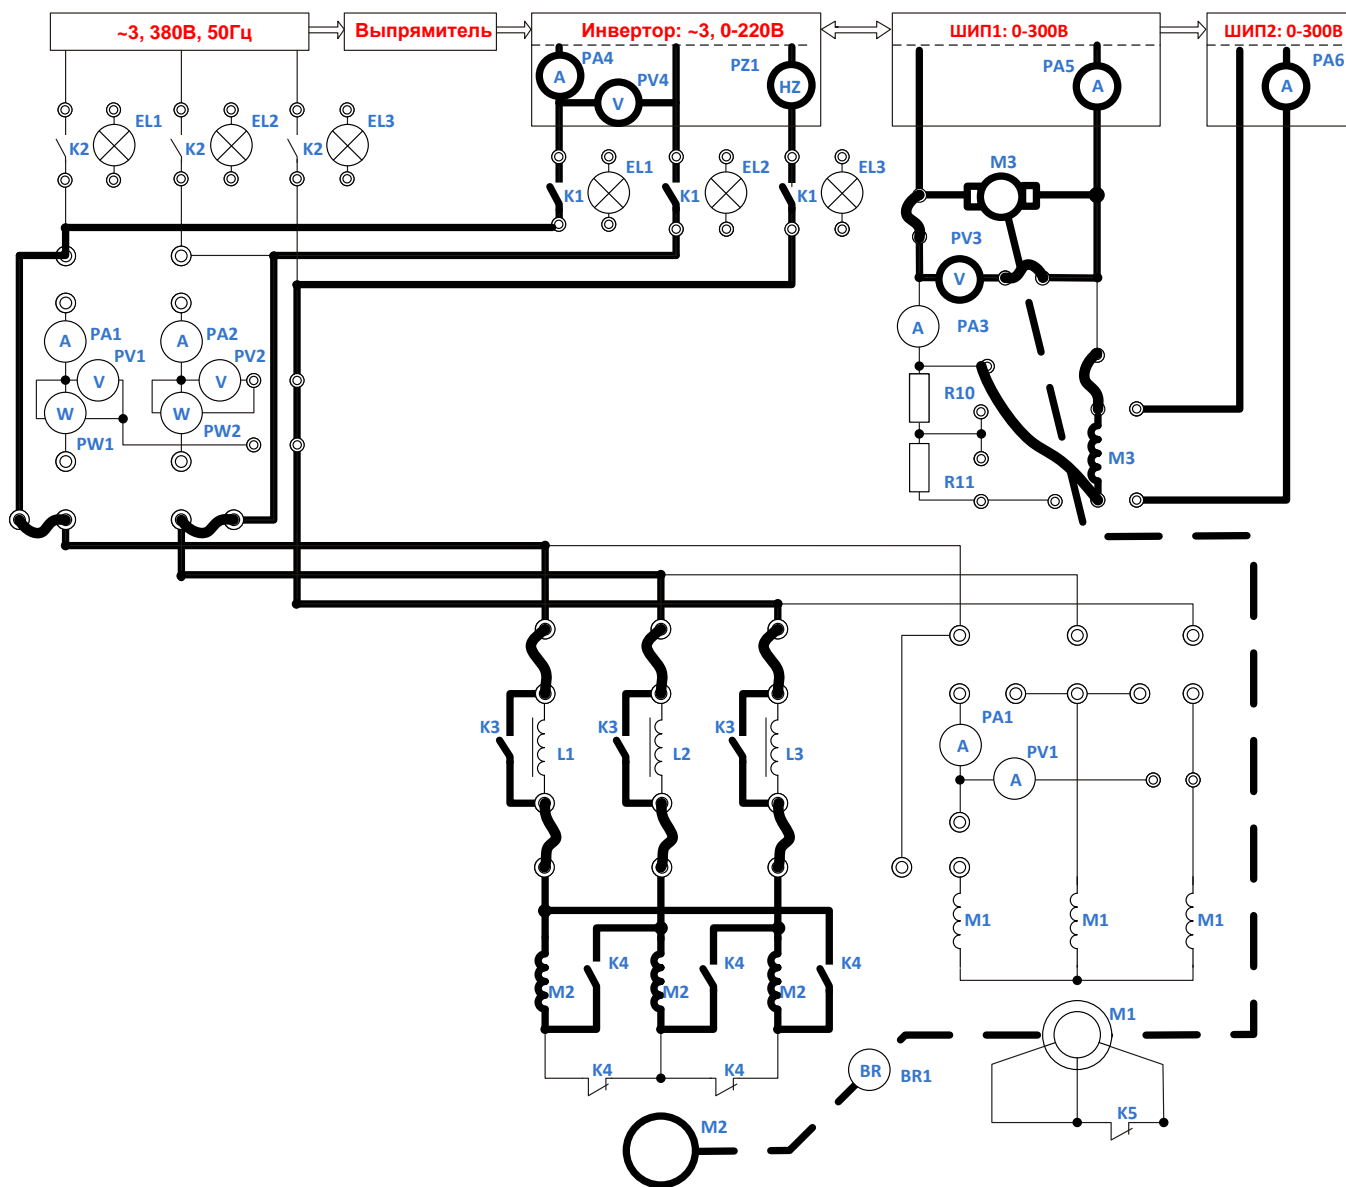 ~3, 380В, 50Гц
Выпрямитель
Инвертор: ~3, 0-220В
ШИП1: 0-300В
ШИП2: 0-300В
PA4
PV4
PZ1
PA5
PA6
A
V
HZ
A
A
EL1
EL2
EL3
K2
K2
K2
EL1
EL2
EL3
K1
K1
K1
M3
PV3
V
PA1
PA2
A
A
PV1
PV2
V
V
W
W
PW1
PW2
A
PA3
R10
R11
M3
K3
K3
K3
L1
L2
L3
PA1
A
PV1
A
M1
M1
M1
K4
K4
K4
M2
M2
M2
K4
K4
M1
BR
BR1
K5
M2